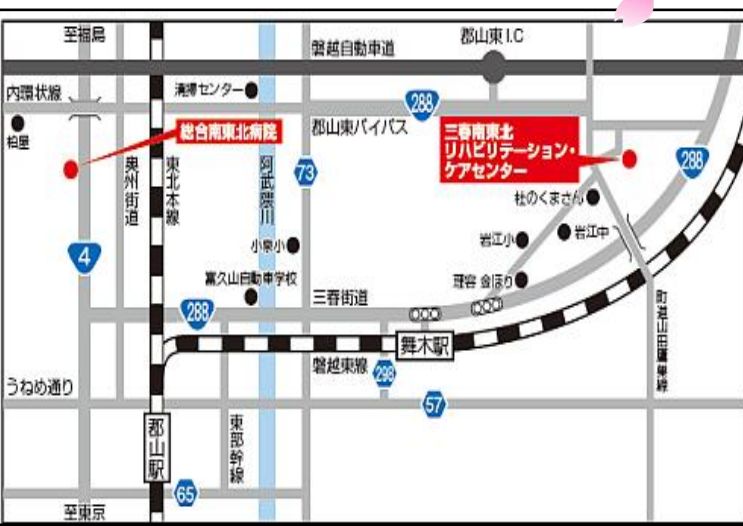 至福島
磐越自動車道
郡山東I.C
内環状線
清掃センター
288
柏屋
総合南東北病院
郡山東バイパス
三春南東北
リハビリテーション・
ケアセンター
288
奥州街道
東北本線
阿武隈川
73
杜のくまさん
4
小泉小
岩江小
岩江中
富久山自動車学校
理容 金ほり
288
三春街道
町道山田鷹巣線
舞木駅
磐越東線
298
うねめ通り
57
郡山駅
東部幹線
65
至東京